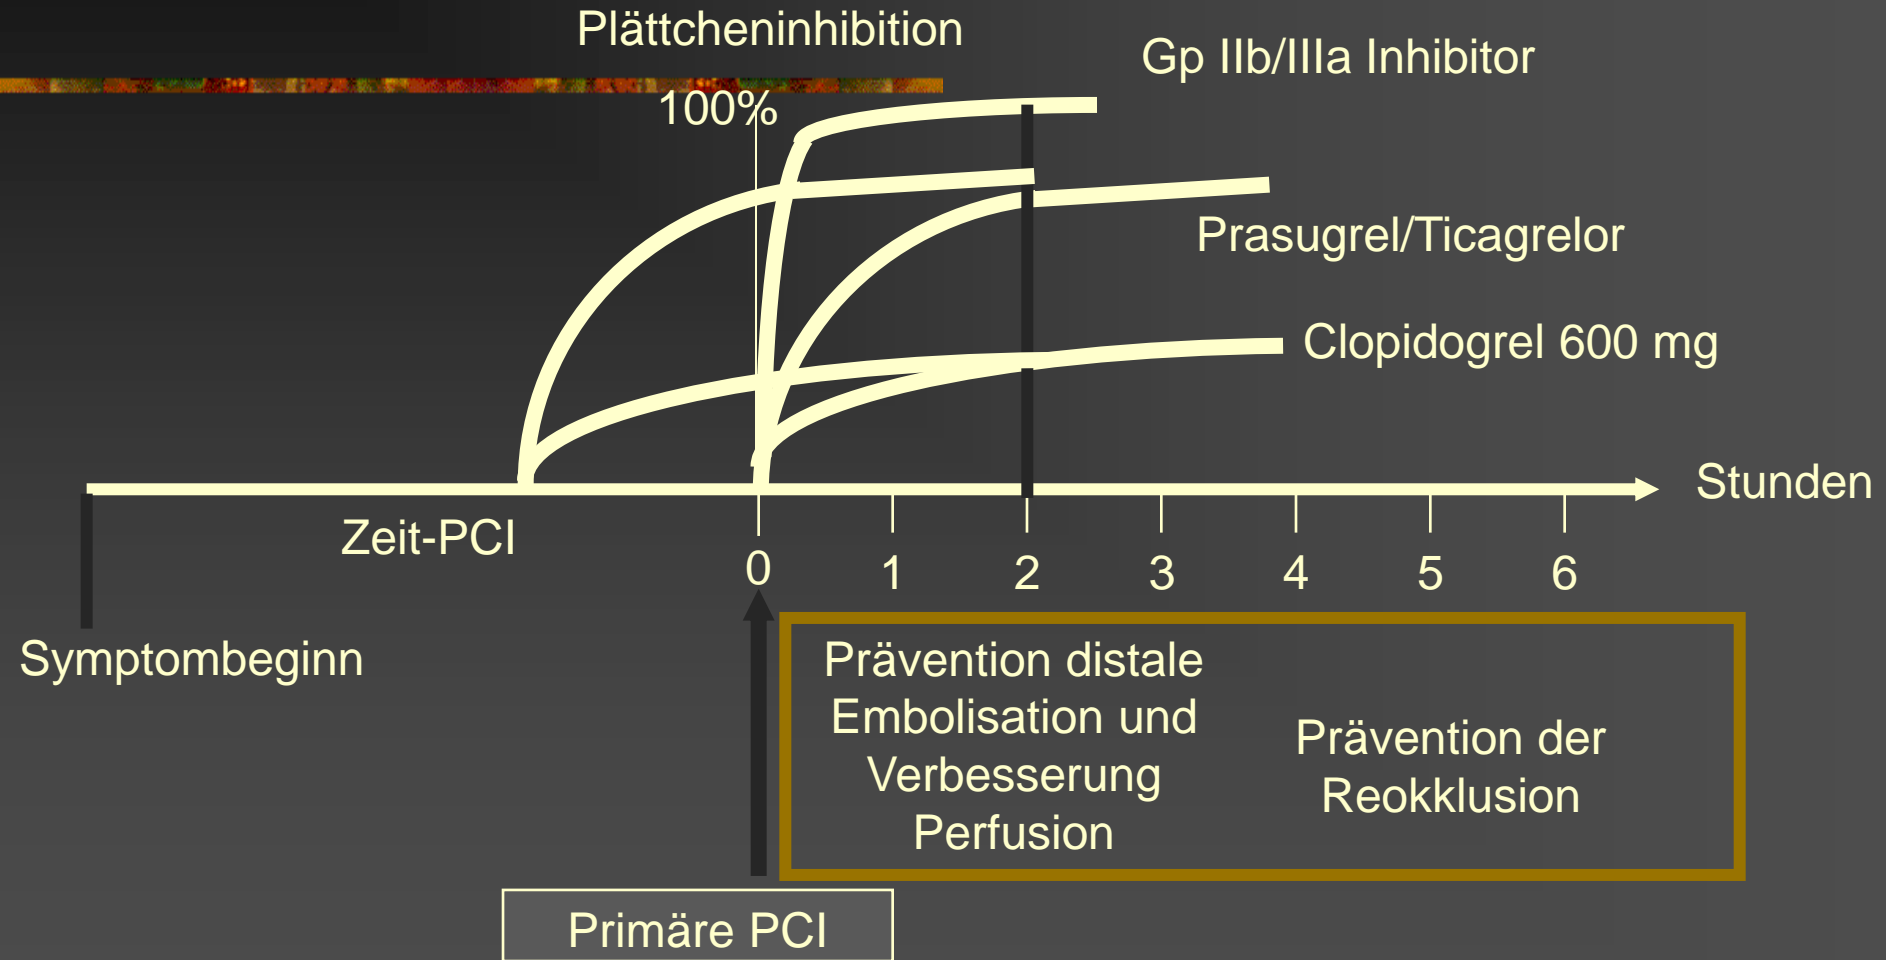 Plättcheninhibition
Gp IIb/IIIa Inhibitor
100%
Prasugrel/Ticagrelor
Clopidogrel 600 mg
Stunden
Zeit-PCI
0 1 2 3 4 5 6
Symptombeginn
Prävention distale
Embolisation und
Verbesserung
Perfusion
Prävention der
Reokklusion
Primäre PCI